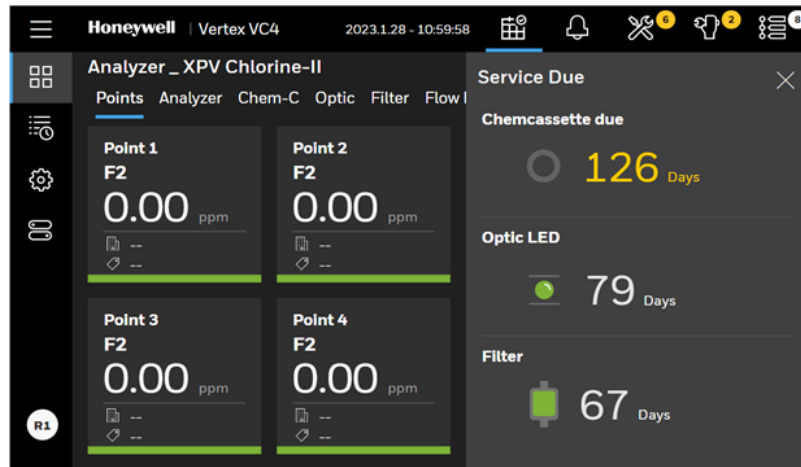 Honeywell | Vertex VC4
2023.1.28 - 10:59:58
6
2
8
Analyzer _ XPV Chlorine-II
Points Analyzer Chem-C Optic Filter Flow
Point 1
F2
0.00 ppm
--
--
Point 2
F2
0.00 ppm
--
--
Point 3
F2
0.00 ppm
--
--
Point 4
F2
0.00 ppm
--
--
R1
Service Due
Chemcassette due
126 Days
Optic LED
79 Days
Filter
67 Days